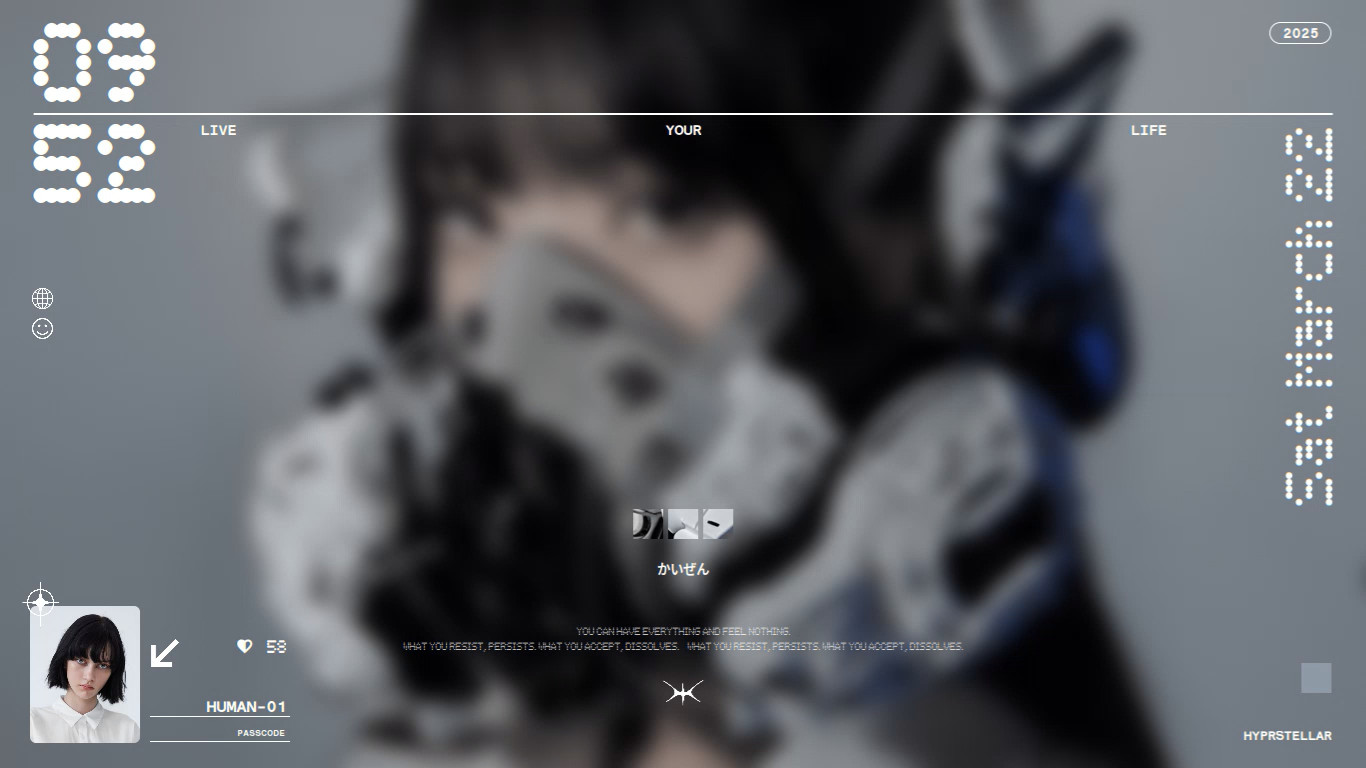 09
52
2025
LIVE YOUR LIFE
Sat March 22
かいぜん
YOU CAN HAVE EVERYTHING AND FEEL NOTHING.
WHAT YOU RESIST, PERSISTS. WHAT YOU ACCEPT, DISSOLVES. WHAT YOU RESIST, PERSISTS. WHAT YOU ACCEPT, DISSOLVES.
58
HUMAN-01
PASSCODE
HYPRSTELLAR